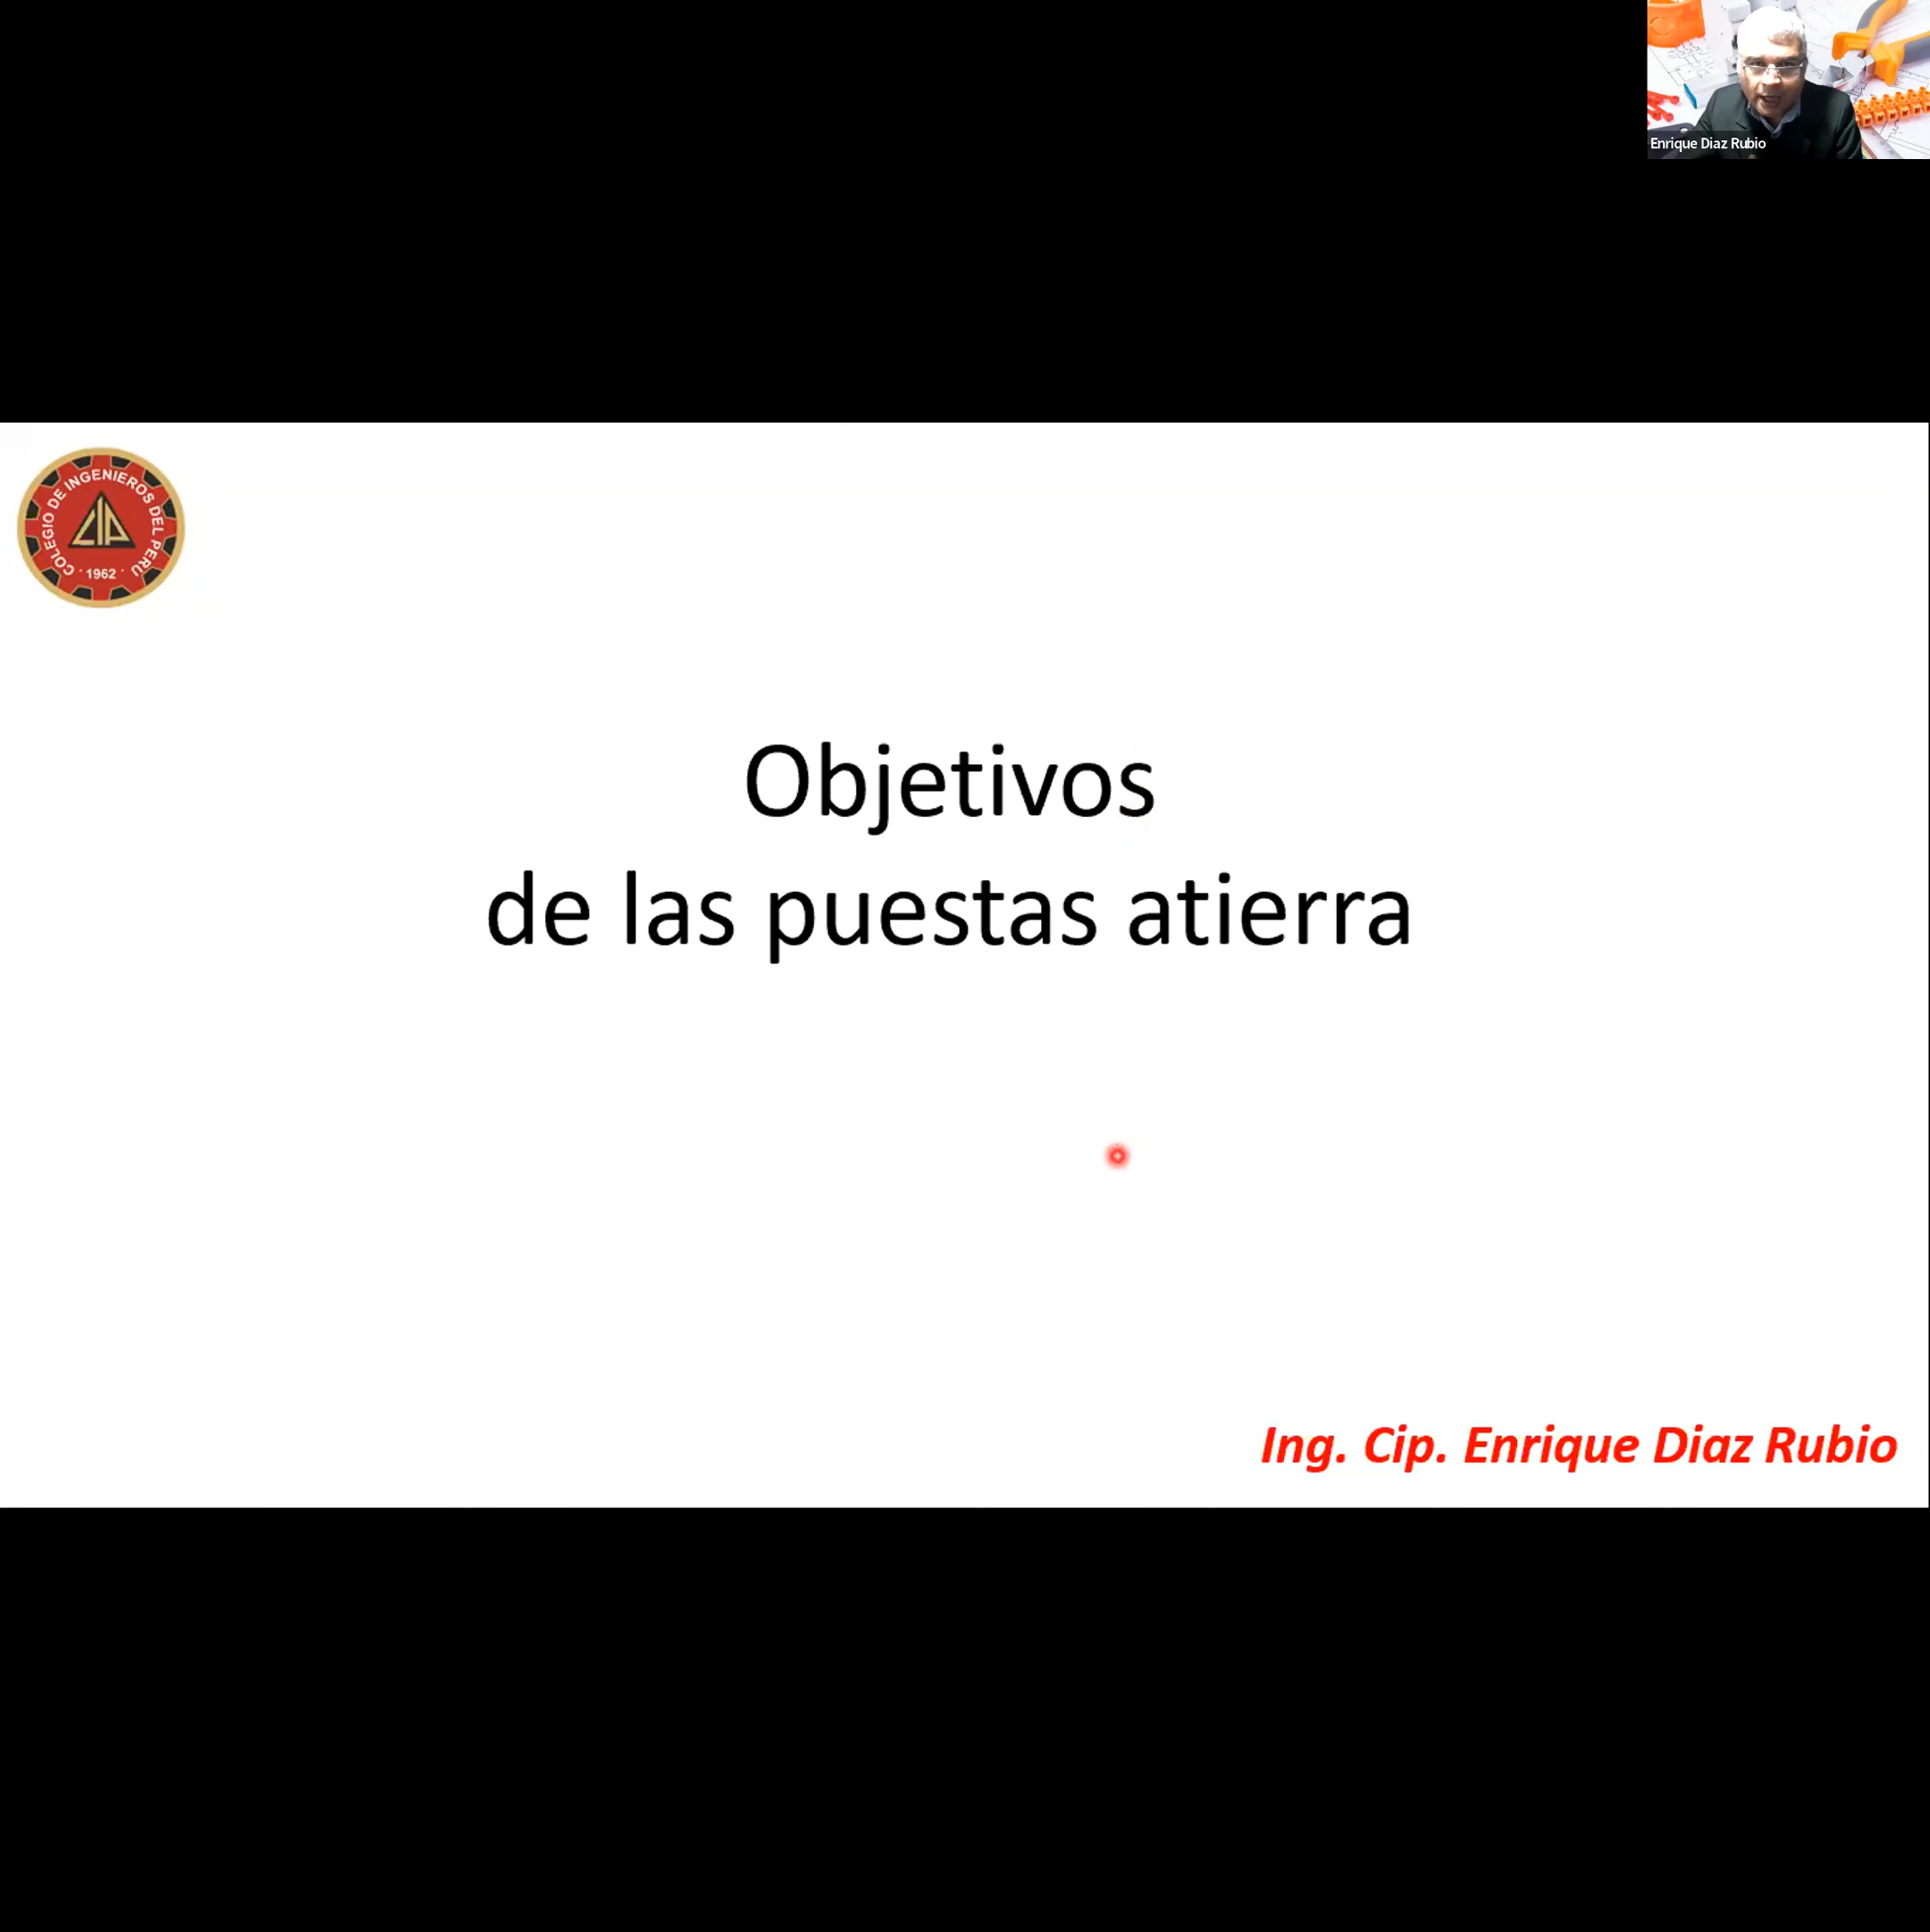 Enrique Diaz Rubio
COLEGIO DE INGENIEROS DEL PERU
CIP
· 1962 ·
Objetivos
de las puestas atierra
Ing. Cip. Enrique Diaz Rubio